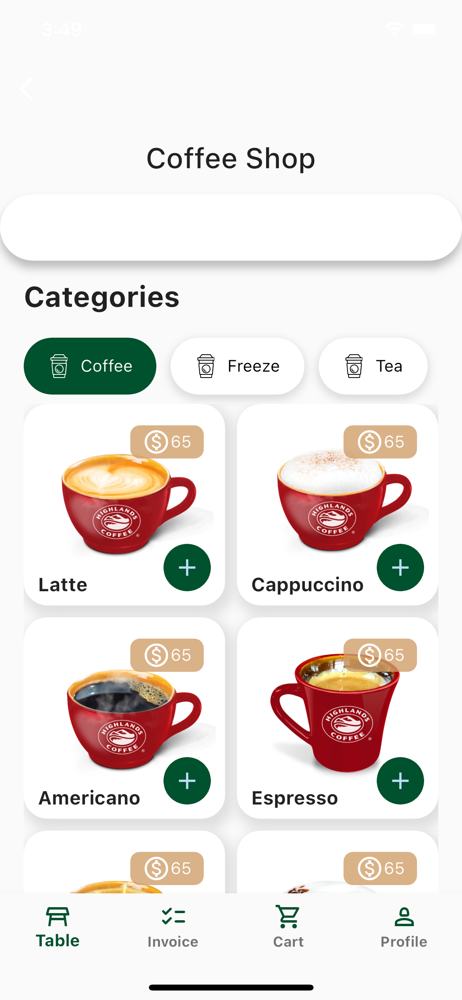 3:49
Coffee Shop
Categories
Coffee Freeze Tea
$65 $65
HIGHLANDS COFFEE ® HIGHLANDS COFFEE ®
Latte Cappuccino
$65 $65
HIGHLANDS COFFEE ® HIGHLANDS COFFEE ®
Americano Espresso
$65 $65
Table Invoice Cart Profile